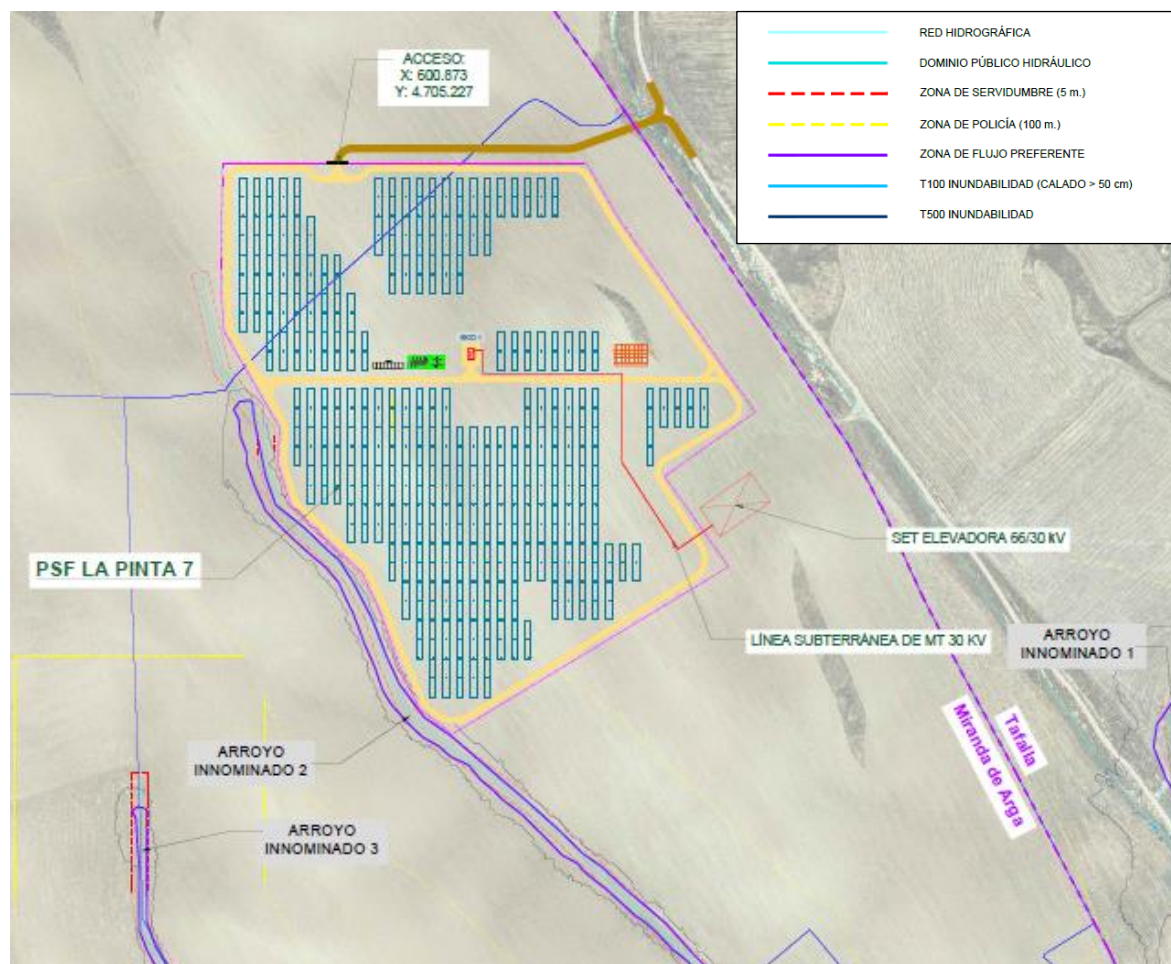 RED HIDROGRÁFICA
DOMINIO PÚBLICO HIDRÁULICO
ZONA DE SERVIDUMBRE (5 m.)
ZONA DE POLICÍA (100 m.)
ZONA DE FLUJO PREFERENTE
T100 INUNDABILIDAD (CALADO > 50 cm)
T500 INUNDABILIDAD
ACCESO:
X: 600.873
Y: 4.705.227
PSF LA PINTA 7
SET ELEVADORA 66/30 kV
LÍNEA SUBTERRÁNEA DE MT 30 KV
ARROYO
INNOMINADO 1
Tafalla
Miranda de Arga
ARROYO
INNOMINADO 2
ARROYO
INNOMINADO 3